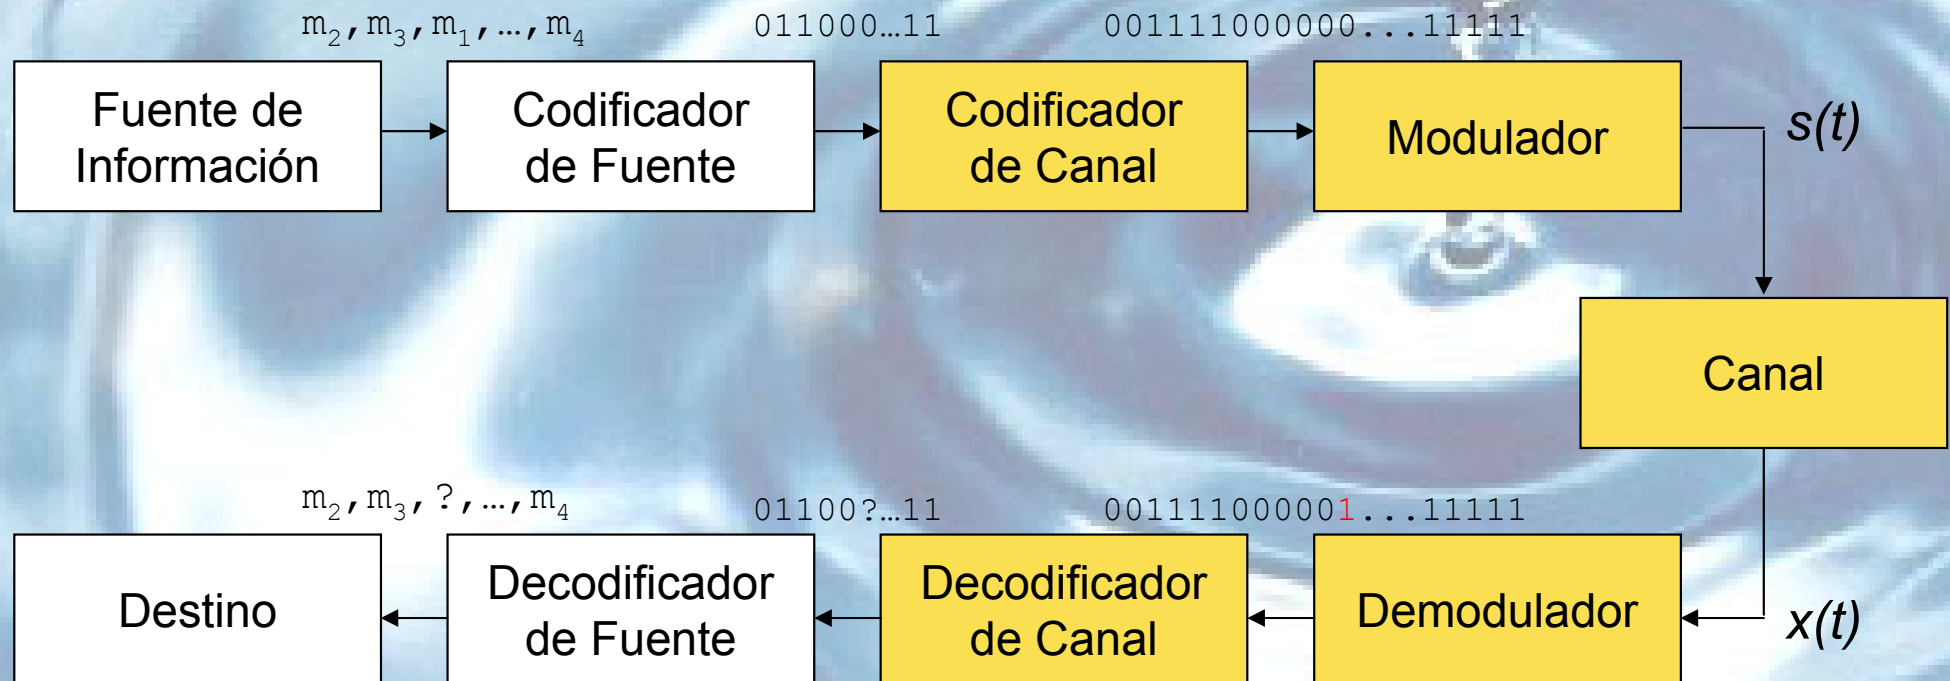 m₂,m₃,m₁,…,m₄ 011000…11 001111000000...11111
Fuente de
Información
Codificador
de Fuente
Codificador
de Canal
Modulador
s(t)
Canal
m₂,m₃,?,…,m₄ 01100?…11 001111000001...11111
Destino
Decodificador
de Fuente
Decodificador
de Canal
Demodulador
x(t)